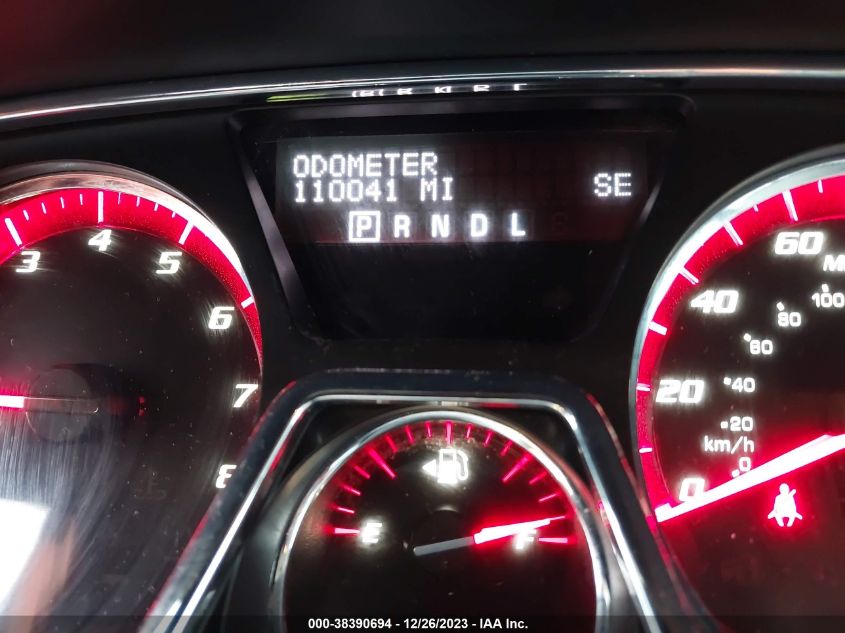 ODOMETER
110041 MI
SE
P R N D L
3 4 5 6 7 8
E F
0 20 40 60
km/h
0 20 40 60 80 100
000-38390694 - 12/26/2023 - IAA Inc.